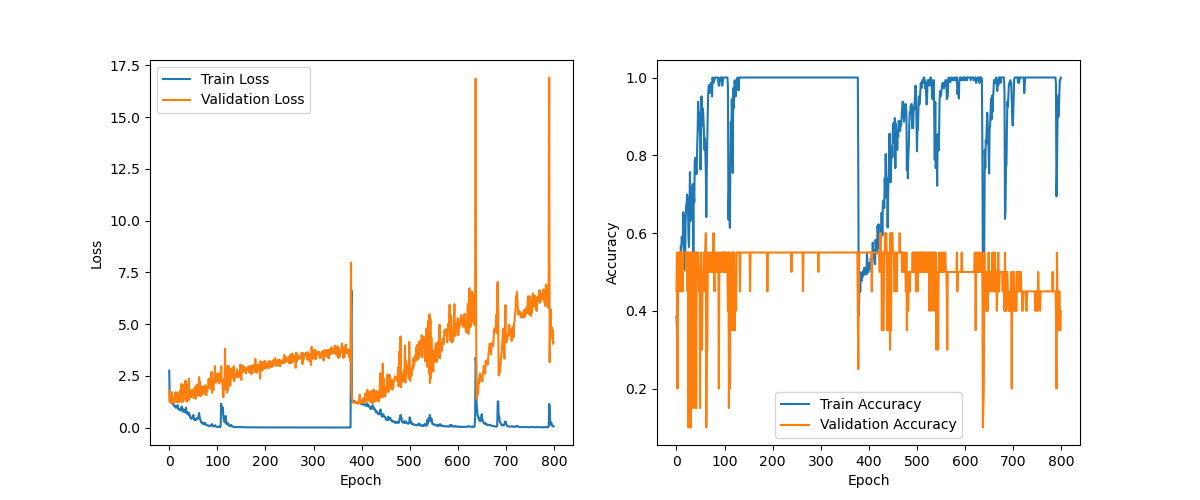 17.5
15.0
12.5
10.0
7.5
5.0
2.5
0.0
Loss
Train Loss
Validation Loss
0 100 200 300 400 500 600 700 800
Epoch
1.0
0.8
0.6
0.4
0.2
Accuracy
Train Accuracy
Validation Accuracy
0 100 200 300 400 500 600 700 800
Epoch